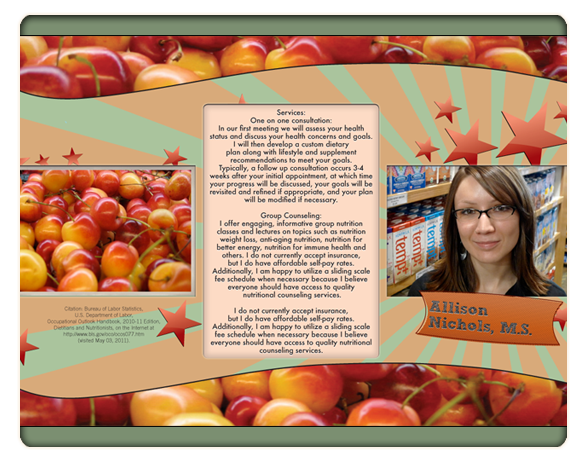 Services:
One on one consultation:
In our first meeting we will assess your health
status and discuss your health concerns and goals.
I will then develop a custom dietary
plan along with lifestyle and supplement
recommendations to meet your goals.
Typically, a follow up consultation occurs 3-4
weeks after your initial appointment, at which time
your progress will be discussed, your goals will be
revisited and refined if appropriate, and your plan
will be modified if necessary.
Group Counseling:
I offer engaging, informative group nutrition
classes and lectures on topics such as nutrition
weight loss, anti-aging nutrition, nutrition for
better energy, nutrition for immune health and
others. I do not currently accept insurance,
but I do have affordable self-pay rates.
Additionally, I am happy to utilize a sliding scale
fee schedule when necessary because I believe
everyone should have access to quality
nutritional counseling services.
I do not currently accept insurance,
but I do have affordable self-pay rates.
Additionally, I am happy to utilize a sliding scale
fee schedule when necessary because I believe
everyone should have access to quality nutritional
counseling services.
Citation: Bureau of Labor Statistics,
U.S. Department of Labor,
Occupational Outlook Handbook, 2010-11 Edition,
Dietitians and Nutritionists, on the Internet at
(visited May 03, 2011).
tempt
tempt
Allison
Nichols, M.S.